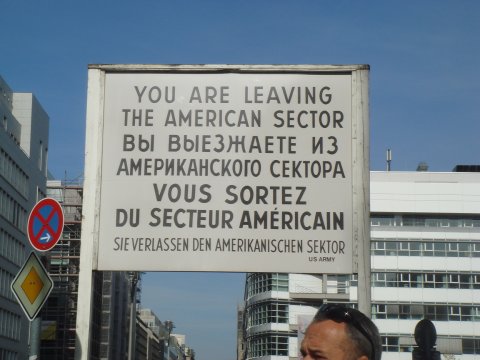 YOU ARE LEAVING
THE AMERICAN SECTOR
ВЫ ВЫЕЗЖАЕТЕ ИЗ
АМЕРИКАНСКОГО СЕКТОРА
VOUS SORTEZ
DU SECTEUR AMÉRICAIN
SIE VERLASSEN DEN AMERIKANISCHEN SEKTOR
US ARMY